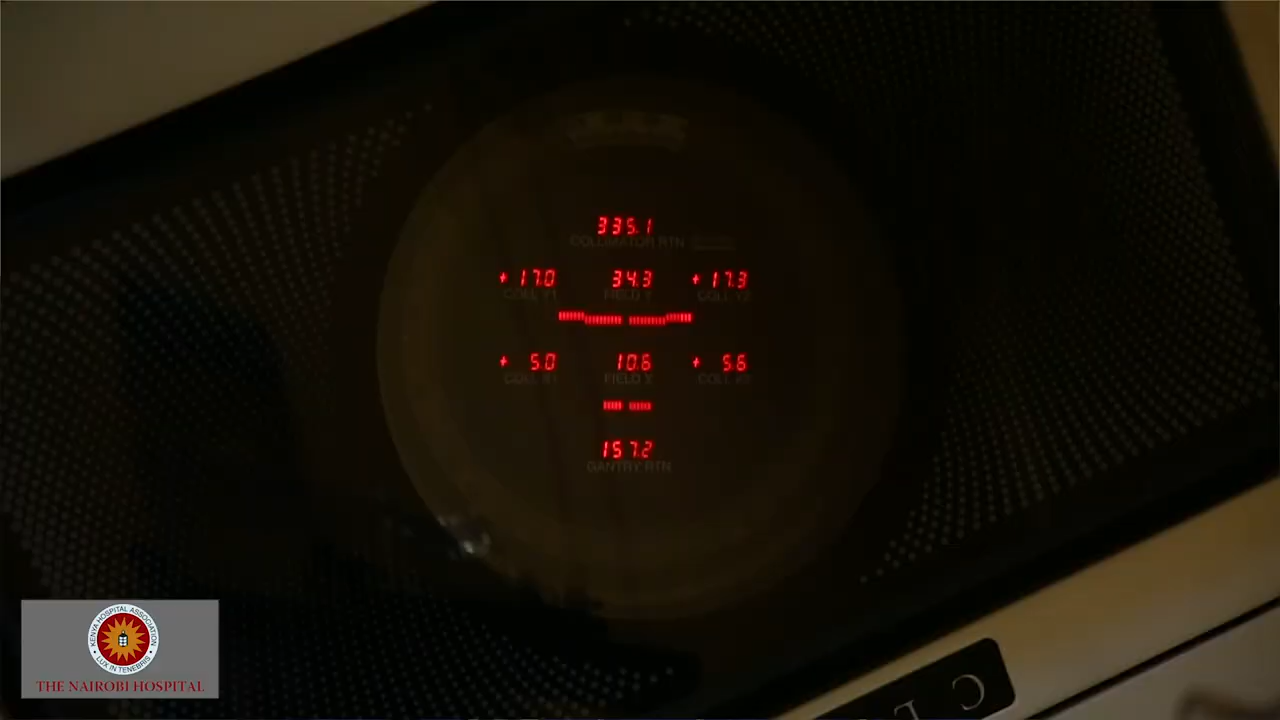 335.1
COLLIMATOR RTN
+ 17.0 34.3 + 17.3
COLL Y1 FIELD Y COLL Y2
+ 5.0 10.6 + 5.6
COLL X1 FIELD X COLL X2
157.2
GANTRY RTN
KENYA HOSPITAL ASSOCIATION
LUX IN TENEBRIS
THE NAIROBI HOSPITAL